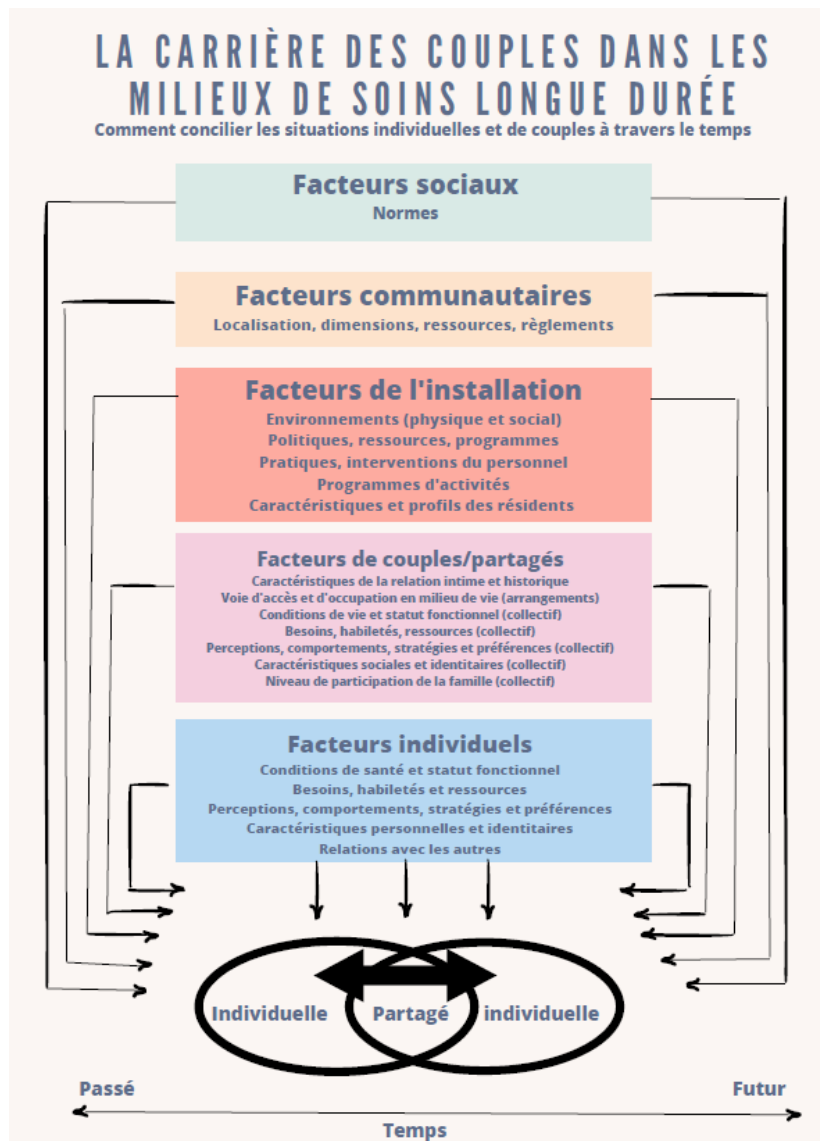 LA CARRIÈRE DES COUPLES DANS LES
MILIEUX DE SOINS LONGUE DURÉE
Comment concilier les situations individuelles et de couples à travers le temps
Facteurs sociaux
Normes
Facteurs communautaires
Localisation, dimensions, ressources, règlements
Facteurs de l'installation
Environnements (physique et social)
Politiques, ressources, programmes
Pratiques, interventions du personnel
Programmes d'activités
Caractéristiques et profils des résidents
Facteurs de couples/partagés
Caractéristiques de la relation intime et historique
Voie d'accès et d'occupation en milieu de vie (arrangements)
Conditions de vie et statut fonctionnel (collectif)
Besoins, habiletés, ressources (collectif)
Perceptions, comportements, stratégies et préférences (collectif)
Caractéristiques sociales et identitaires (collectif)
Niveau de participation de la famille (collectif)
Facteurs individuels
Conditions de santé et statut fonctionnel
Besoins, habiletés et ressources
Perceptions, comportements, stratégies et préférences
Caractéristiques personnelles et identitaires
Relations avec les autres
Individuelle Partagé individuelle
Passé Futur
Temps